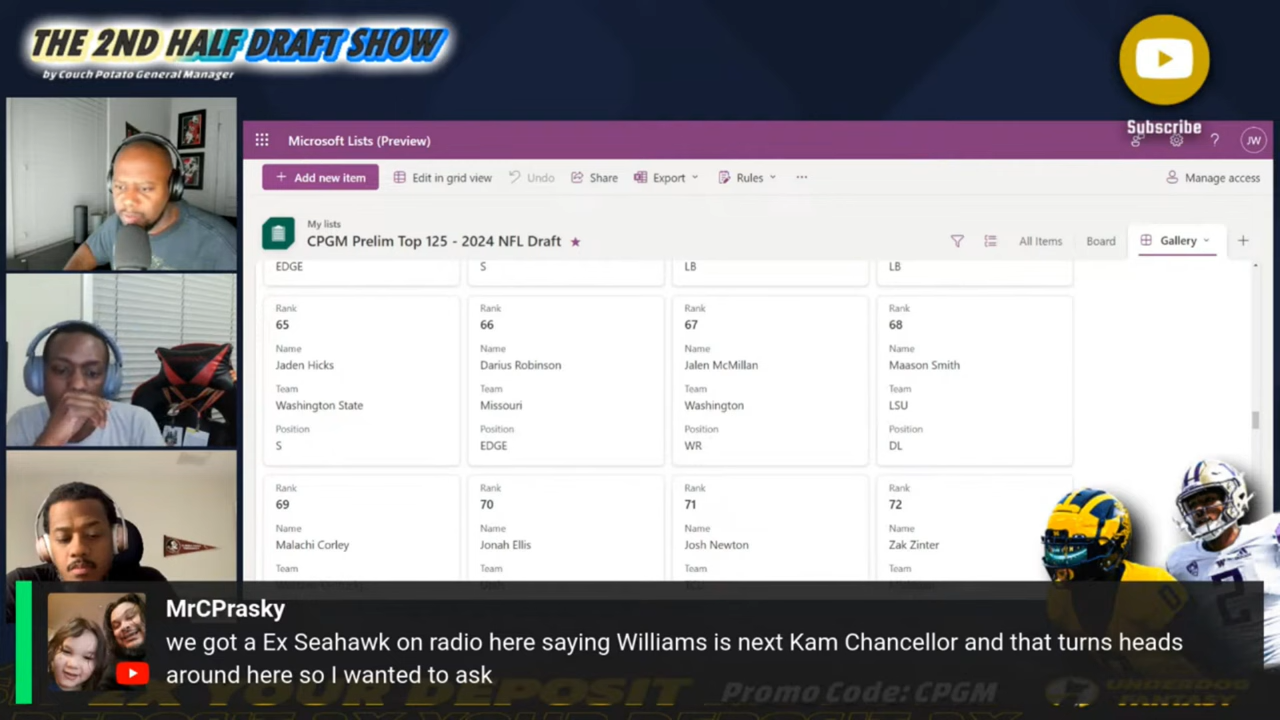 THE 2ND HALF DRAFT SHOW
by Couch Potato General Manager
Subscribe
Microsoft Lists (Preview)
?
JW
+ Add new item
Edit in grid view
Undo
Share
Export
Rules
...
Manage access
My lists
CPGM Prelim Top 125 - 2024 NFL Draft
All Items
Board
Gallery
+
EDGE
S
LB
LB
Rank
65
Name
Jaden Hicks
Team
Washington State
Position
S
Rank
66
Name
Darius Robinson
Team
Missouri
Position
EDGE
Rank
67
Name
Jalen McMillan
Team
Washington
Position
WR
Rank
68
Name
Maason Smith
Team
LSU
Position
DL
Rank
69
Name
Malachi Corley
Team
Rank
70
Name
Jonah Ellis
Team
Rank
71
Name
Josh Newton
Team
Rank
72
Name
Zak Zinter
Team
MrCPrasky
we got a Ex Seahawk on radio here saying Williams is next Kam Chancellor and that turns heads
around here so I wanted to ask
YOUR DEPOSIT
Promo Code: CPGM
UNDERDOG
FANTASY